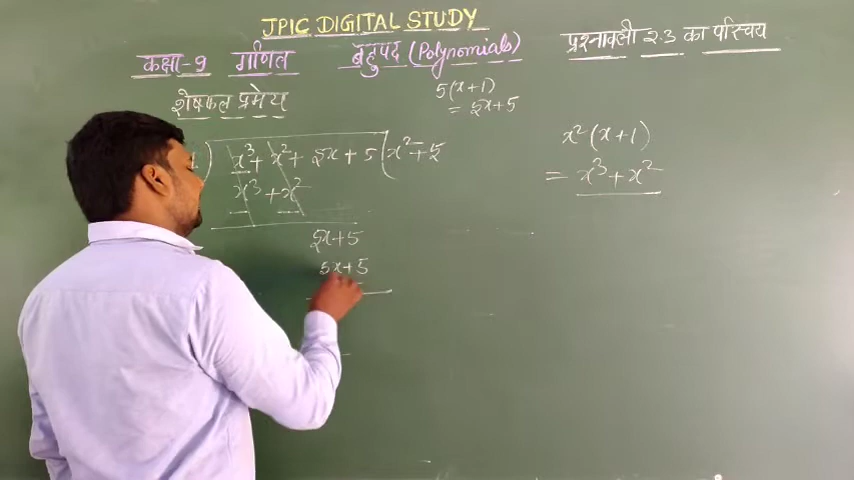 JPIC DIGITAL STUDY
कक्षा-9 गणित बहुपद (Polynomials) प्रश्नावली 2.3 का परिचय
शेषफल प्रमेय
5(x+1)
= 5x+5
) x³+x²+5x+5 (x²+5
x³+x²
5x+5
5x+5
x²(x+1)
= x³+x²